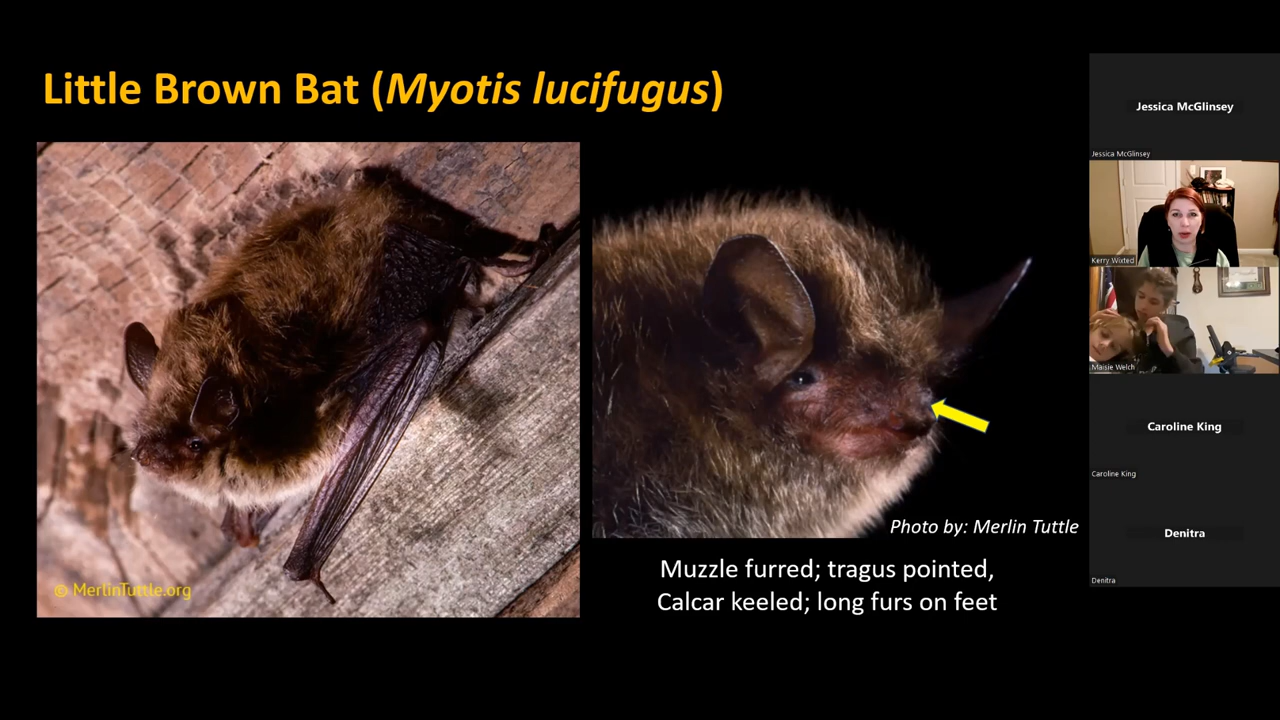 Little Brown Bat (Myotis lucifugus)
© MerlinTuttle.org
Photo by: Merlin Tuttle
Muzzle furred; tragus pointed,
Calcar keeled; long furs on feet
Jessica McGlinsey
Jessica McGlinsey
Kerry Wixted
Maisie Welch
Caroline King
Caroline King
Denitra
Denitra